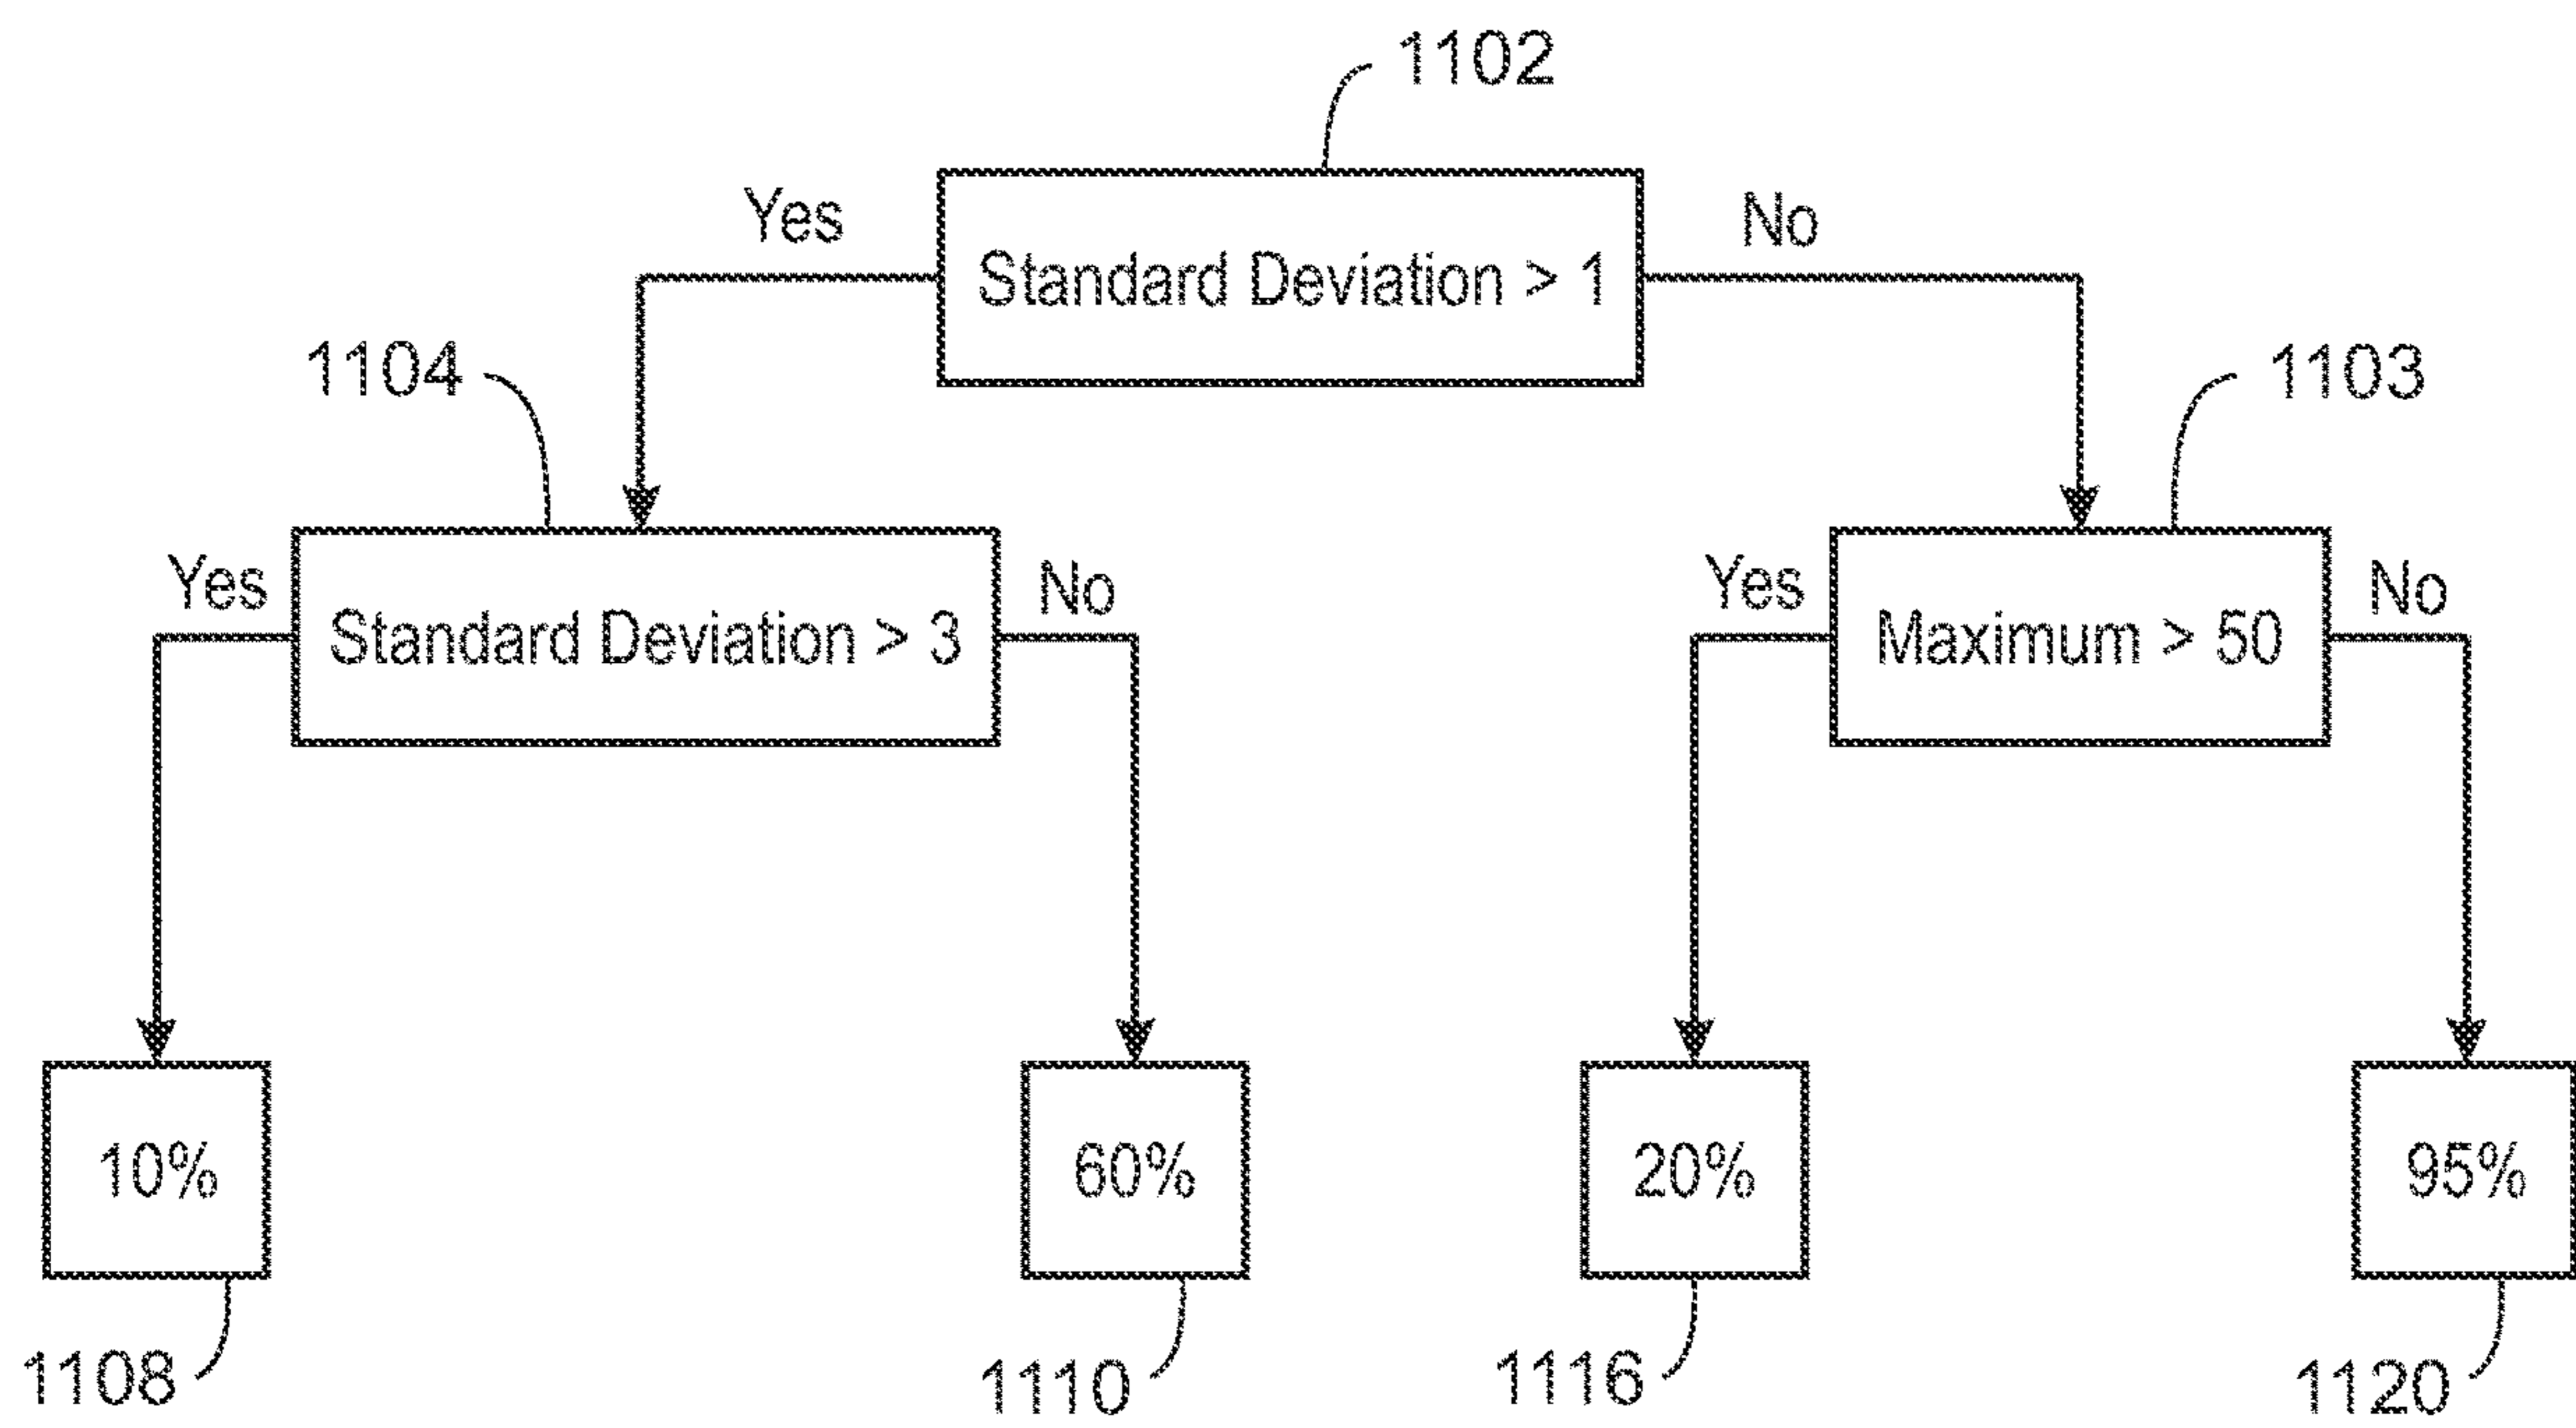 1102
Yes
No
Standard Deviation > 1
1104
1103
Yes
No
Yes
No
Standard Deviation > 3
Maximum > 50
10%
60%
20%
95%
1108
1110
1116
1120